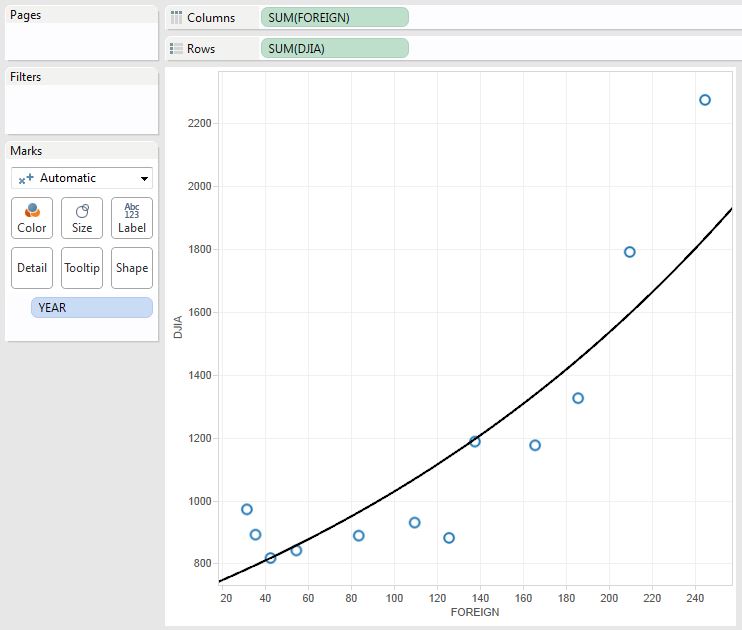 Pages
Columns
SUM(FOREIGN)
Rows
SUM(DJIA)
Filters
Marks
Automatic
Color
Size
Abc
123
Label
Detail
Tooltip
Shape
YEAR
DJIA
2200
2000
1800
1600
1400
1200
1000
800
20 40 60 80 100 120 140 160 180 200 220 240
FOREIGN